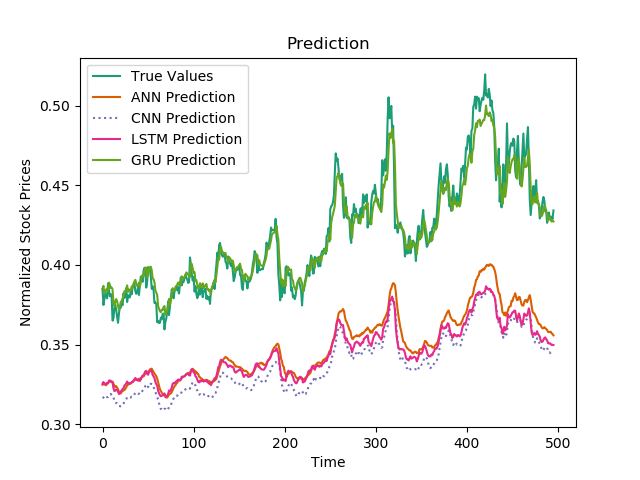 Prediction
True Values
ANN Prediction
CNN Prediction
LSTM Prediction
GRU Prediction
Normalized Stock Prices
0.50
0.45
0.40
0.35
0.30
0 100 200 300 400 500
Time